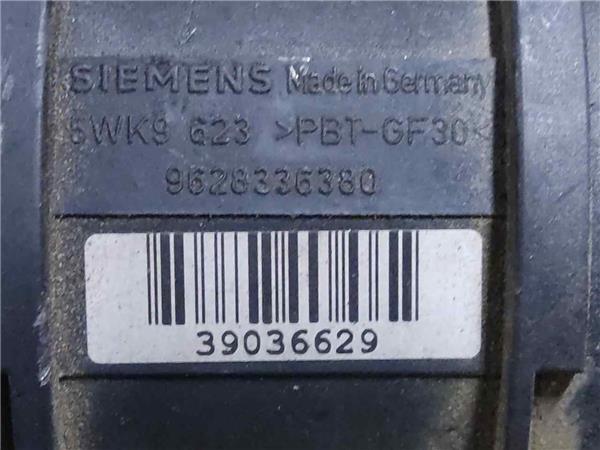 SIEMENS Made in Germany
5WK9 623 >PBT-GF30<
9628336380
39036629